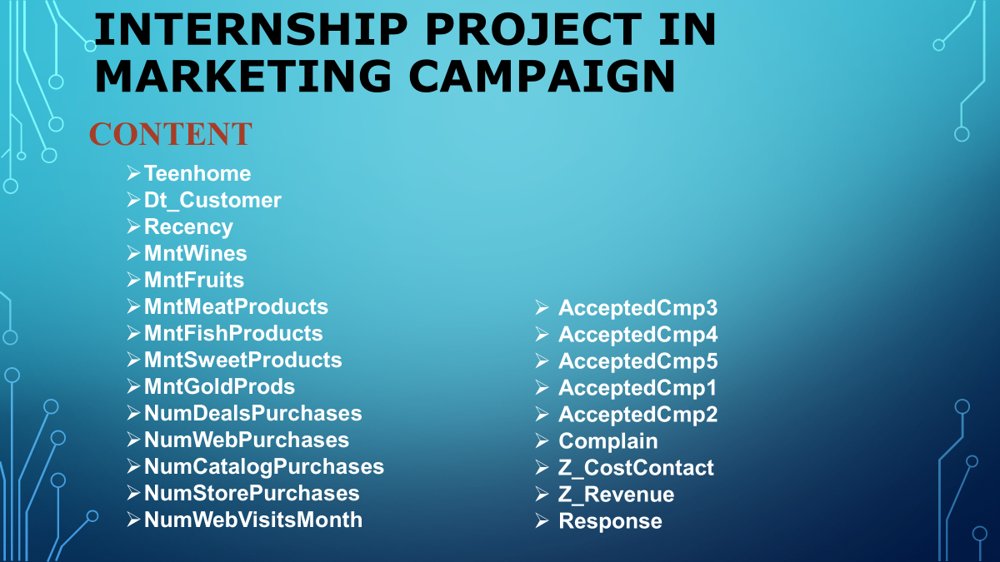 INTERNSHIP PROJECT IN
MARKETING CAMPAIGN
CONTENT
➢Teenhome
➢Dt_Customer
➢Recency
➢MntWines
➢MntFruits
➢MntMeatProducts
➢MntFishProducts
➢MntSweetProducts
➢MntGoldProds
➢NumDealsPurchases
➢NumWebPurchases
➢NumCatalogPurchases
➢NumStorePurchases
➢NumWebVisitsMonth
➢ AcceptedCmp3
➢ AcceptedCmp4
➢ AcceptedCmp5
➢ AcceptedCmp1
➢ AcceptedCmp2
➢ Complain
➢ Z_CostContact
➢ Z_Revenue
➢ Response